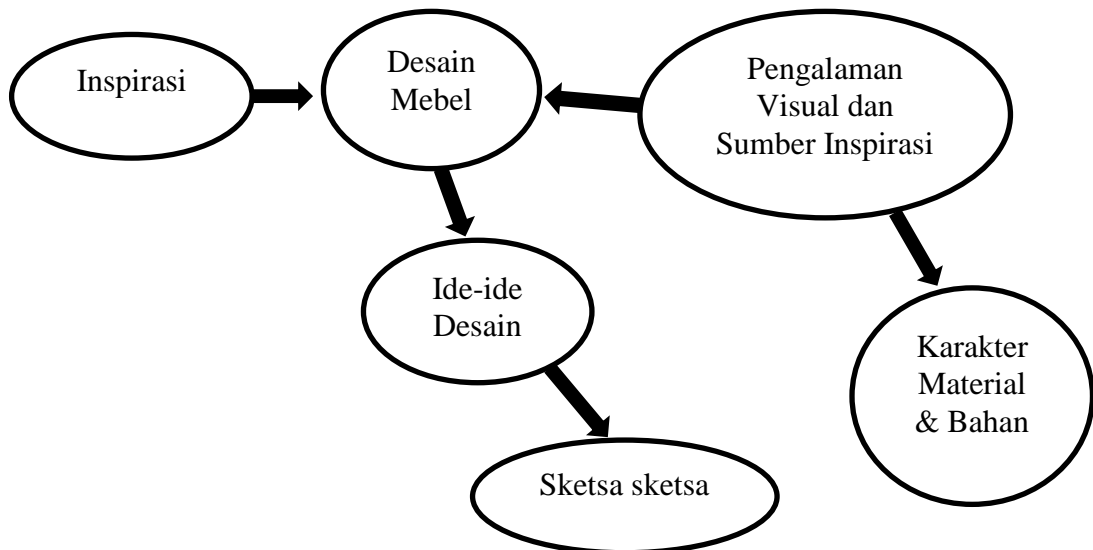 Inspirasi
Desain
Mebel
Pengalaman
Visual dan
Sumber Inspirasi
Ide-ide
Desain
Karakter
Material
& Bahan
Sketsa sketsa